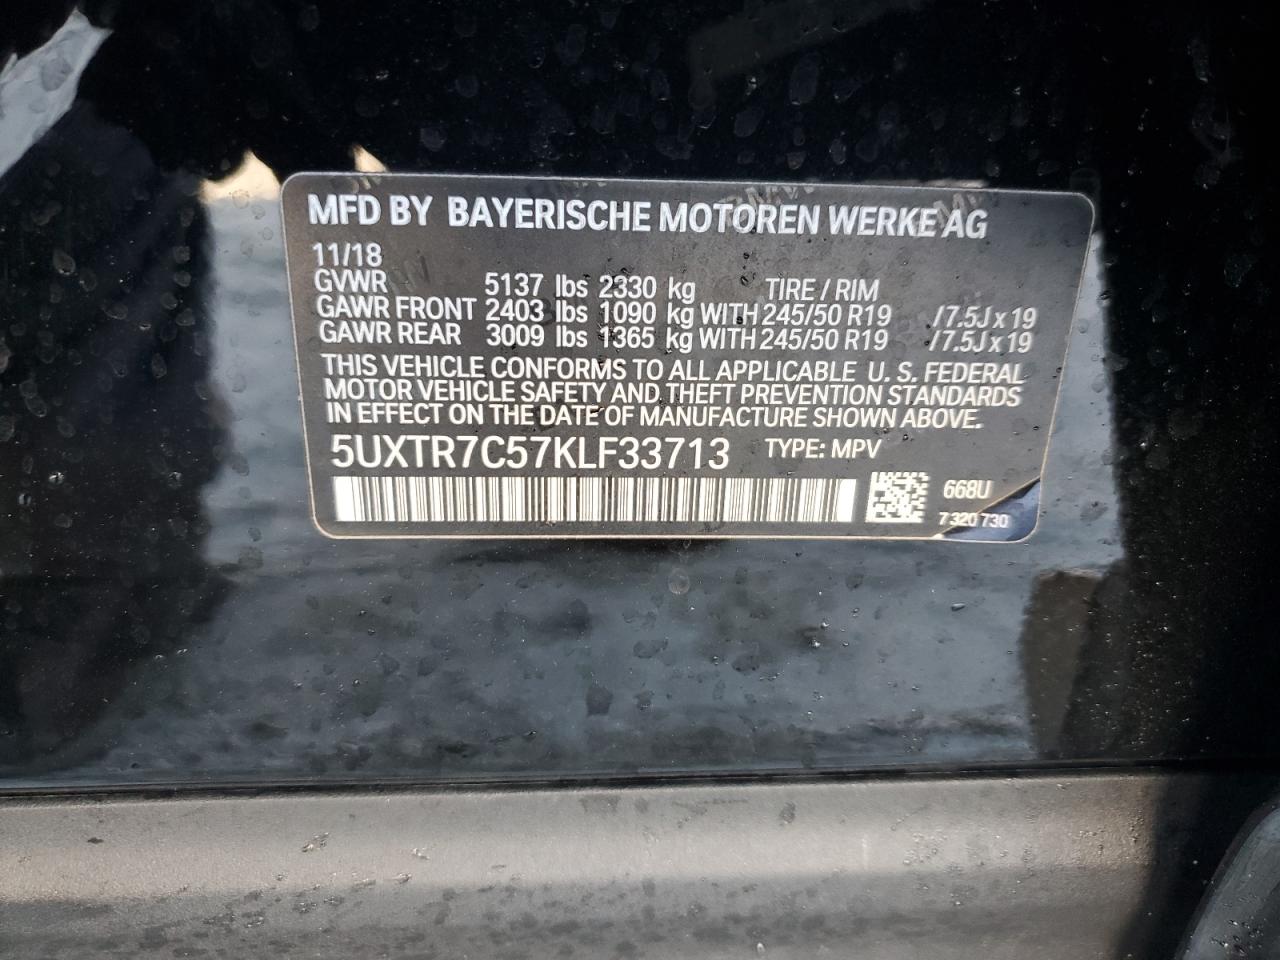 MFD BY BAYERISCHE MOTOREN WERKE AG
11/18
GVWR 5137 lbs 2330 kg TIRE / RIM
GAWR FRONT 2403 lbs 1090 kg WITH 245/50 R19 /7.5J x 19
GAWR REAR 3009 lbs 1365 kg WITH 245/50 R19 /7.5J x 19
THIS VEHICLE CONFORMS TO ALL APPLICABLE U. S. FEDERAL
MOTOR VEHICLE SAFETY AND THEFT PREVENTION STANDARDS
IN EFFECT ON THE DATE OF MANUFACTURE SHOWN ABOVE.
5UXTR7C57KLF33713 TYPE: MPV
668U
7 320 730